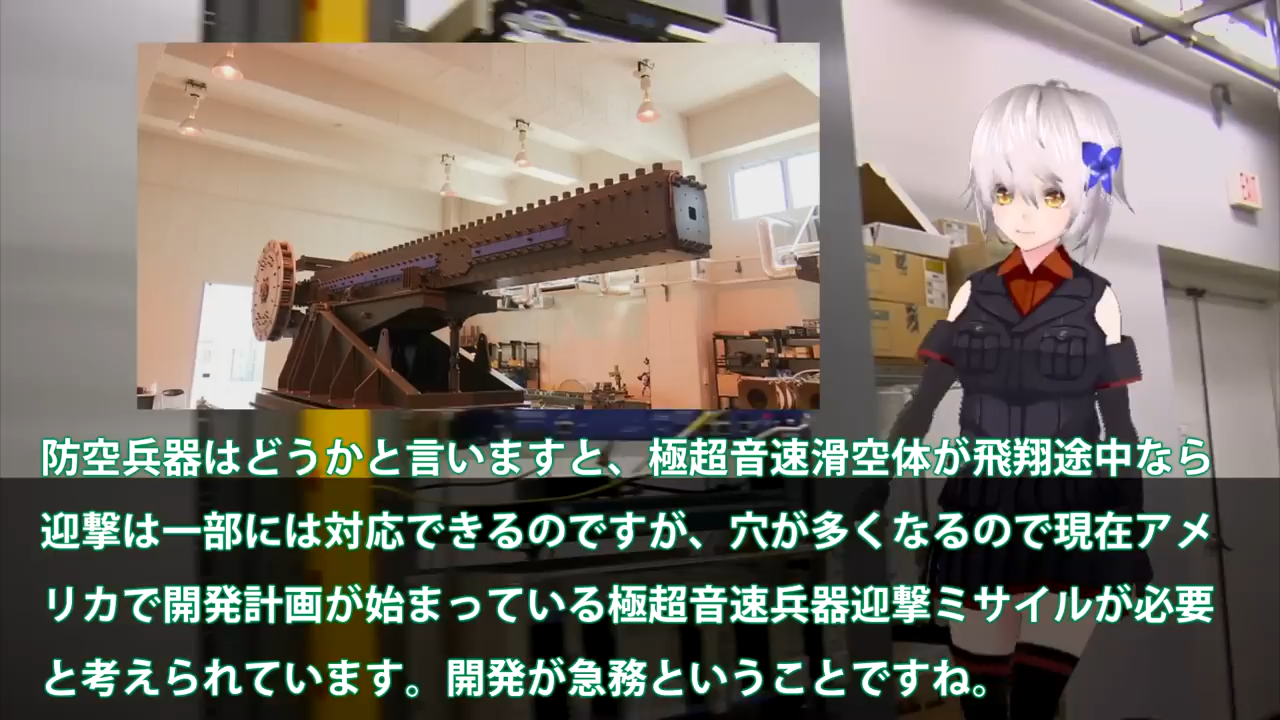 EXIT
防空兵器はどうかと言いますと、極超音速滑空体が飛翔途中なら
迎撃は一部には対応できるのですが、穴が多くなるので現在アメ
リカで開発計画が始まっている極超音速兵器迎撃ミサイルが必要
と考えられています。開発が急務ということですね。